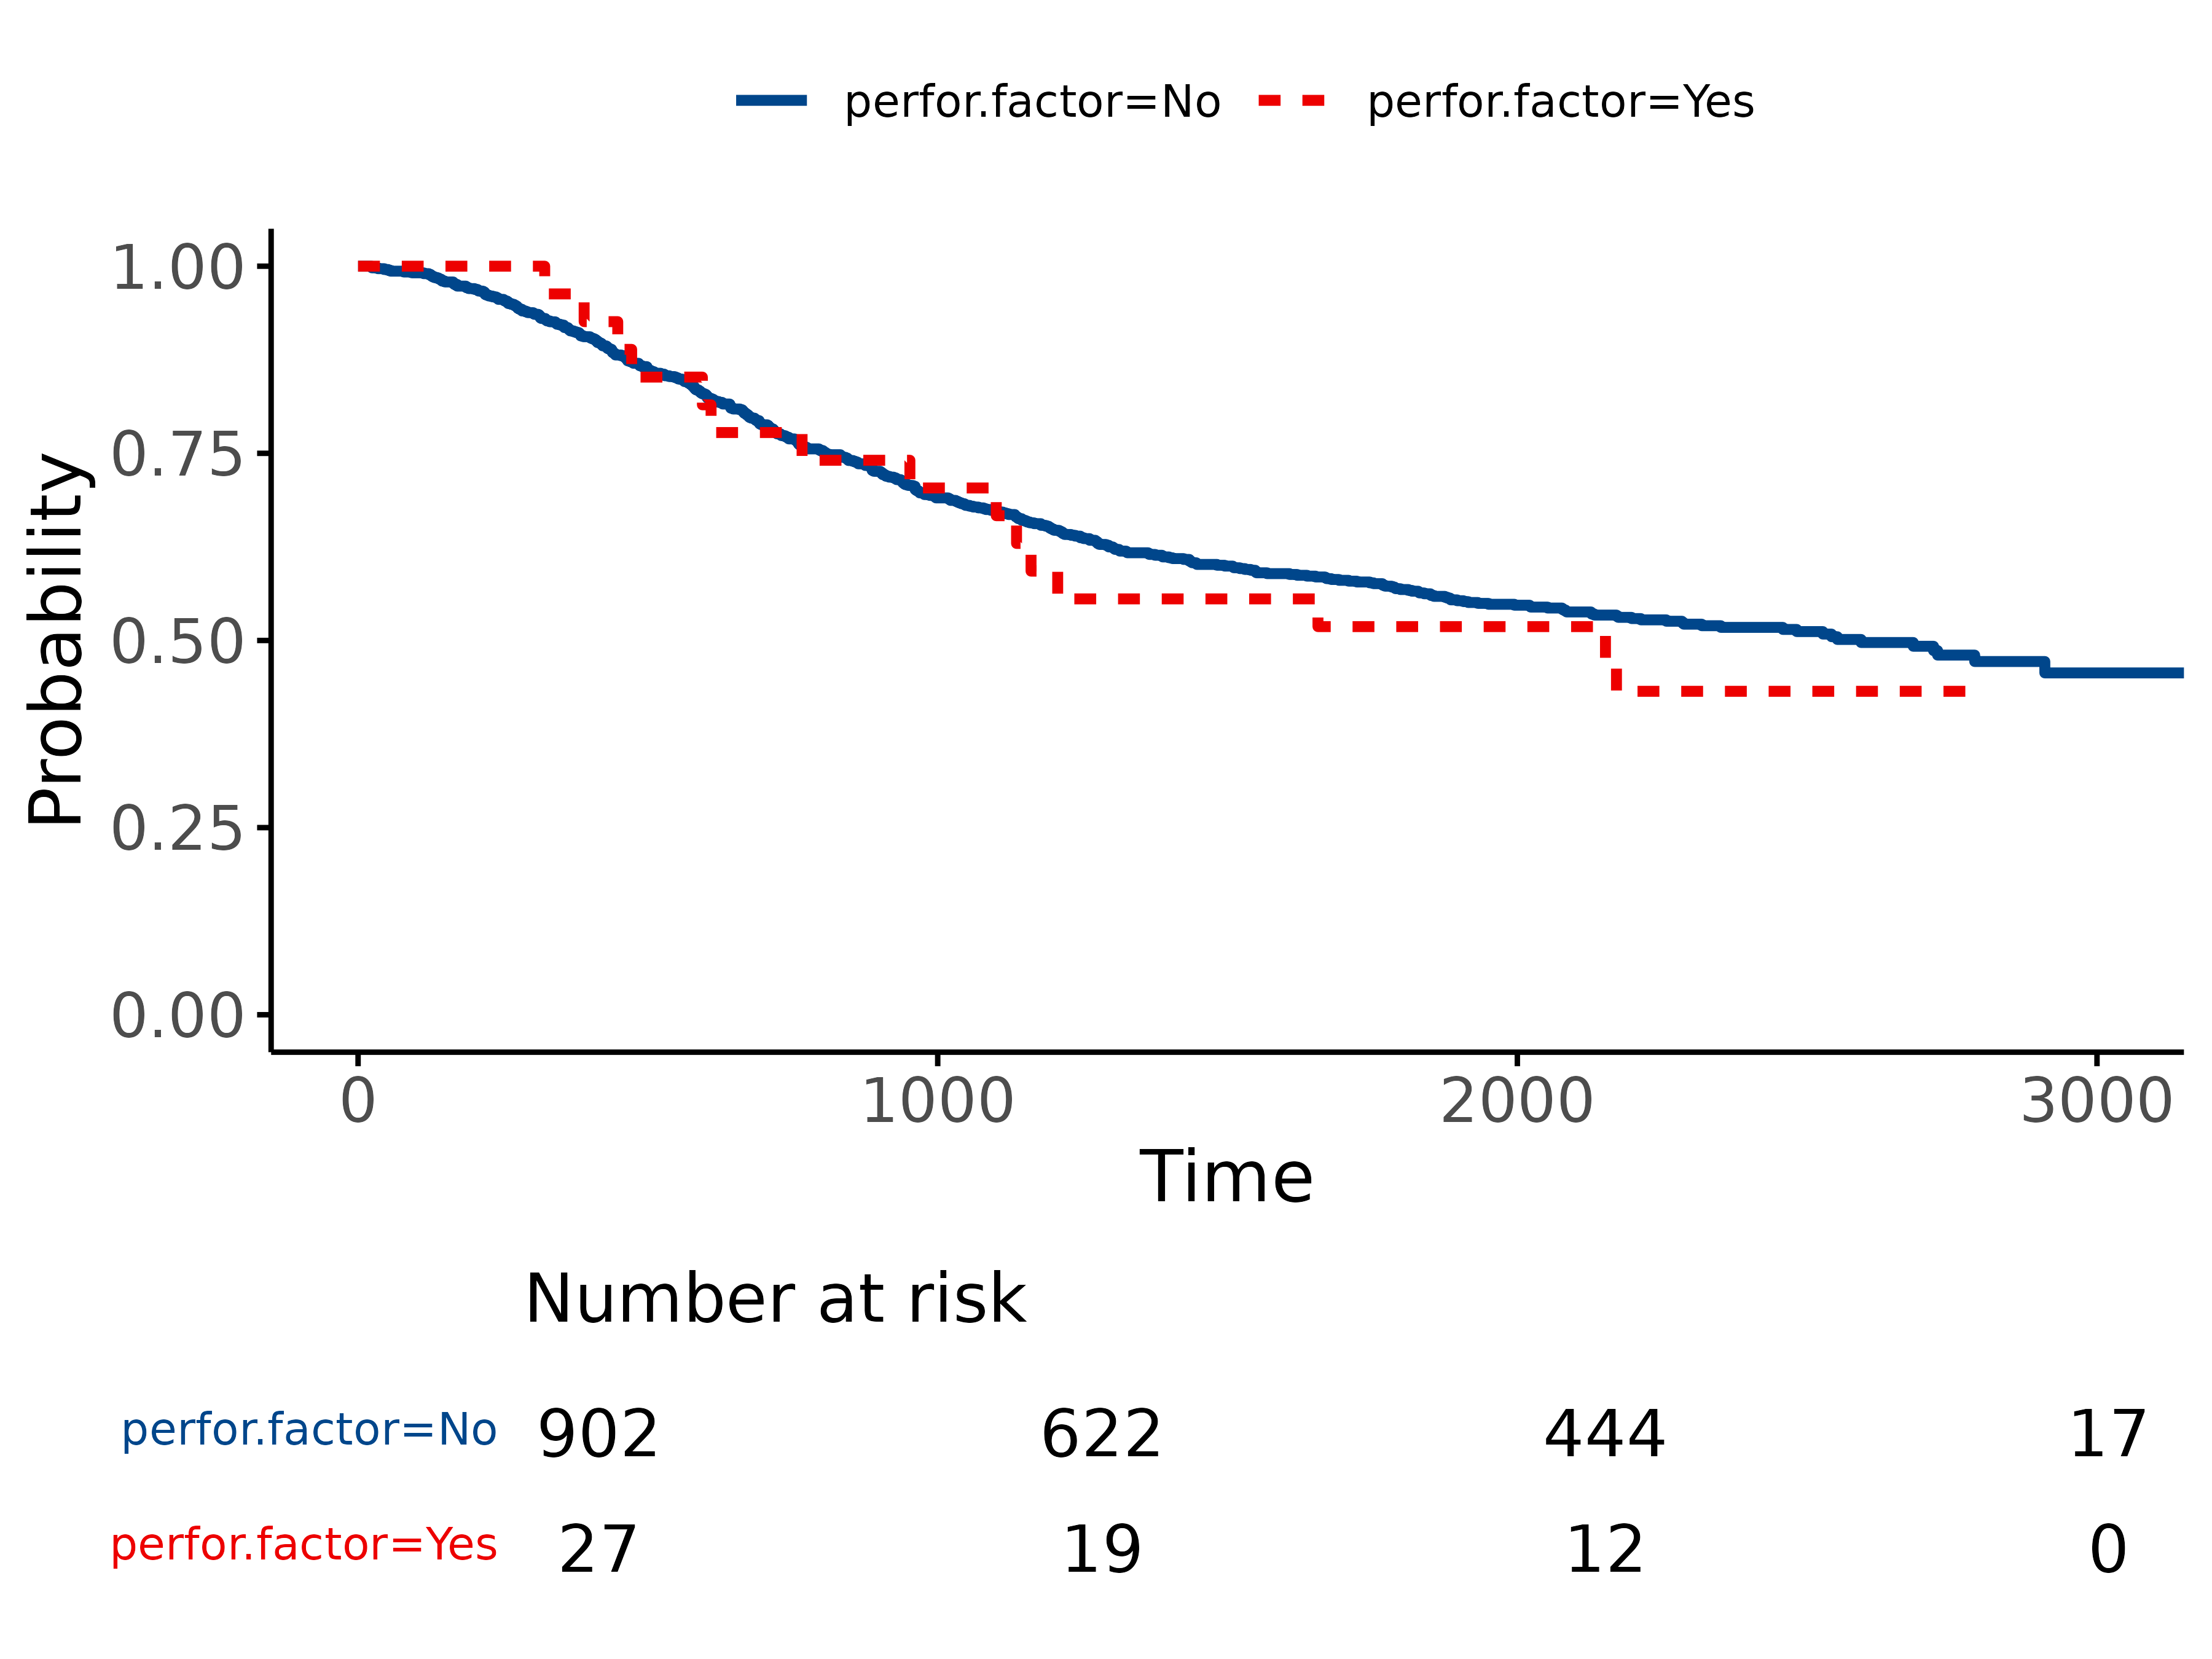 perfor.factor=No perfor.factor=Yes
1.00
0.75
0.50
0.25
0.00
Probability
0 1000 2000 3000
Time
Number at risk
perfor.factor=No 902 622 444 17
perfor.factor=Yes 27 19 12 0